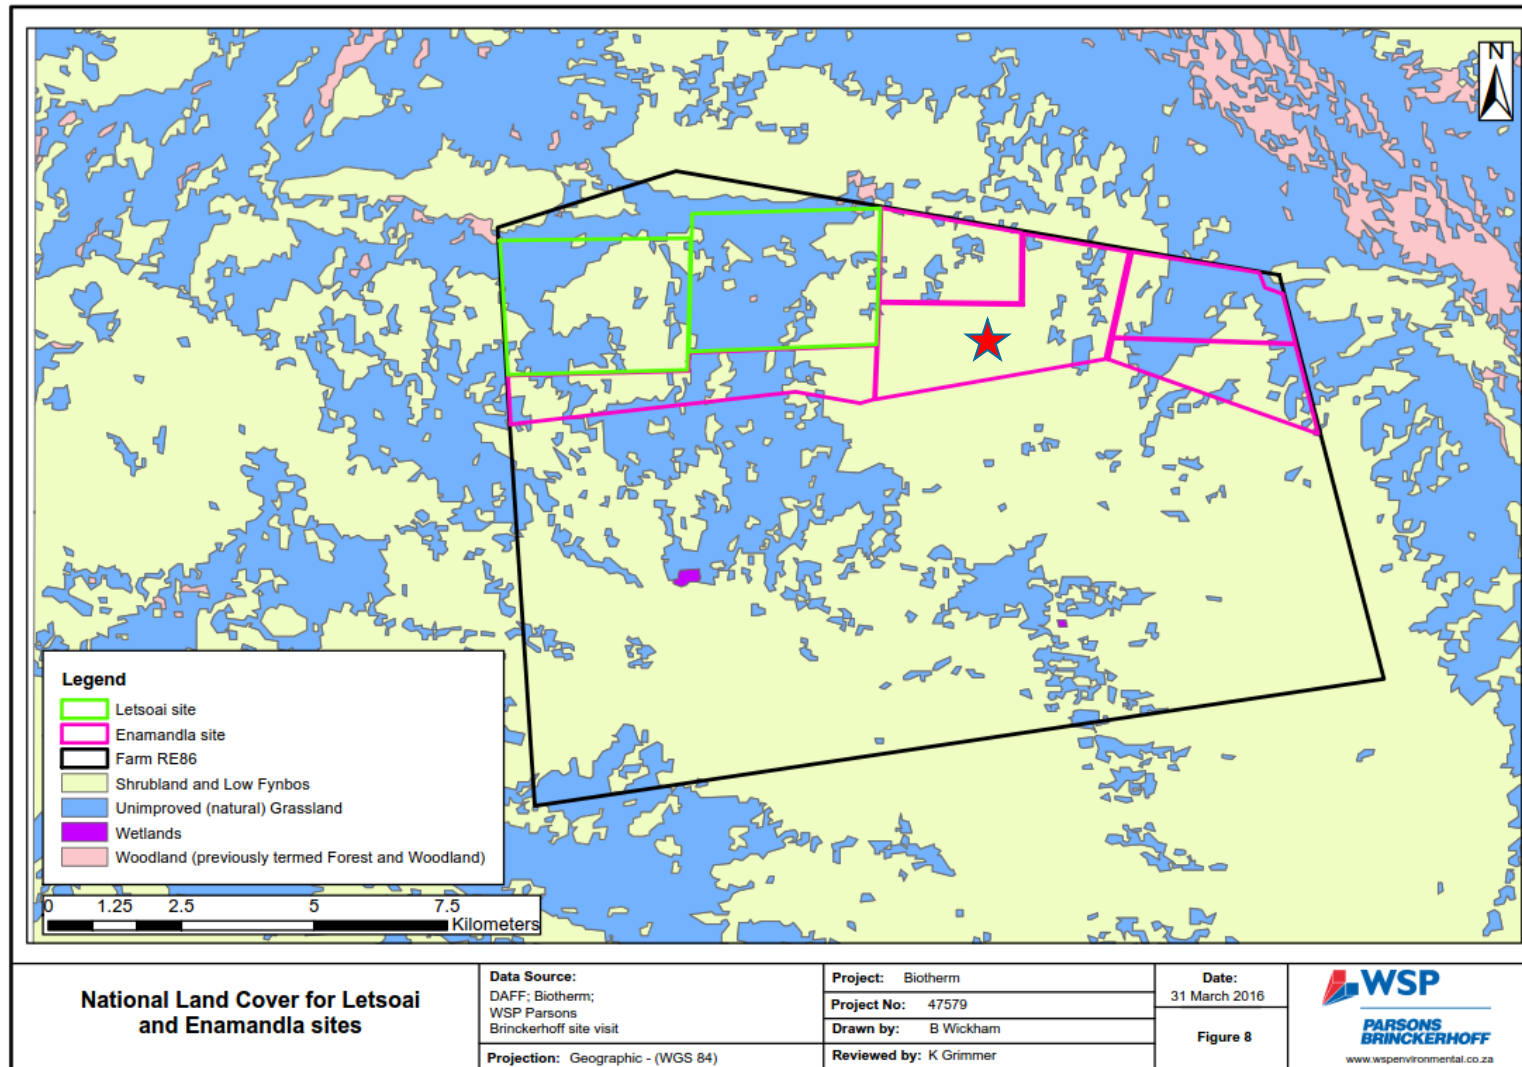 N
Legend
Letsoai site
Enamandla site
Farm RE86
Shrubland and Low Fynbos
Unimproved (natural) Grassland
Wetlands
Woodland (previously termed Forest and Woodland)
0 1.25 2.5 5 7.5
Kilometers
National Land Cover for Letsoai
and Enamandla sites
Data Source:
DAFF; Biotherm;
WSP Parsons
Brinckerhoff site visit
Projection: Geographic - (WGS 84)
Project: Biotherm
Project No: 47579
Drawn by: B Wickham
Reviewed by: K Grimmer
Date:
31 March 2016
Figure 8
WSP
PARSONS
BRINCKERHOFF
www.wspenvironmental.co.za